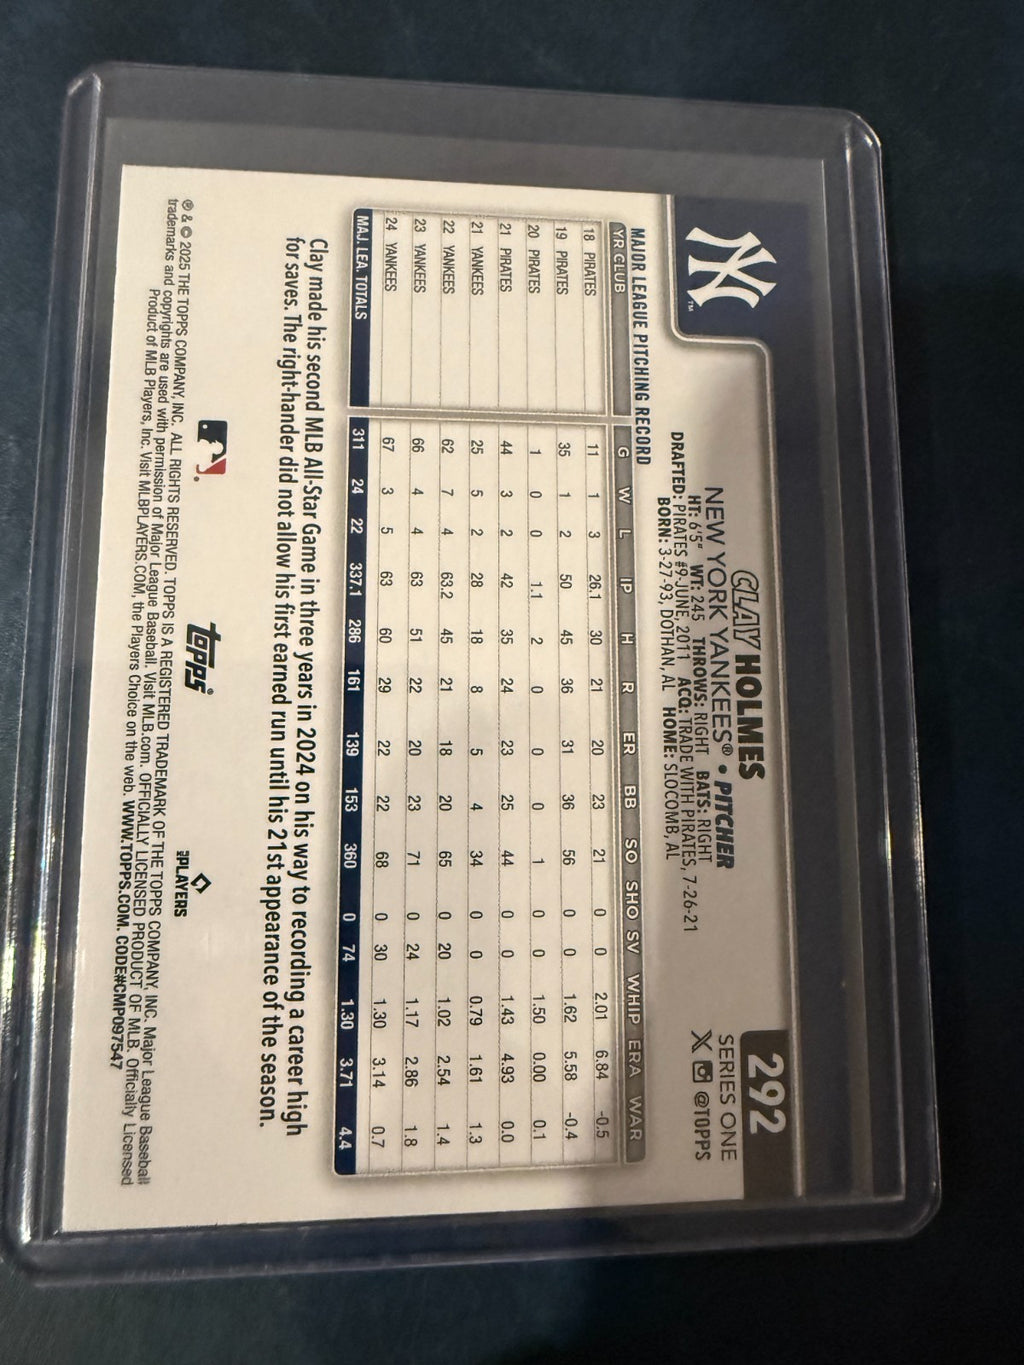 292
SERIES ONE
@TOPPS
CLAY HOLMES
NEW YORK YANKEES® • PITCHER
HT: 6'5" WT: 245 THROWS: RIGHT BATS: RIGHT
DRAFTED: PIRATES #9-JUNE, 2011 ACQ: TRADE WITH PIRATES, 7-26-21
BORN: 3-27-93, DOTHAN, AL HOME: SLOCOMB, AL
NY TM
MAJOR LEAGUE PITCHING RECORD
YR CLUB G W L IP H R ER BB SO SHO SV WHIP ERA WAR
18 PIRATES 11 1 3 26.1 30 21 20 23 21 0 0 2.01 6.84 -0.5
19 PIRATES 35 1 2 50 45 36 31 36 56 0 0 1.62 5.58 -0.4
20 PIRATES 1 0 0 1.1 2 0 0 0 1 0 0 1.50 0.00 0.1
21 PIRATES 44 3 2 42 35 24 23 25 44 0 0 1.43 4.93 0.0
21 YANKEES 25 5 2 28 18 8 5 4 34 0 0 0.79 1.61 1.3
22 YANKEES 62 7 4 63.2 45 21 18 20 65 0 20 1.02 2.54 1.4
23 YANKEES 66 4 4 63 51 22 20 23 71 0 24 1.17 2.86 1.8
24 YANKEES 67 3 5 63 60 29 22 22 68 0 30 1.30 3.14 0.7
MAJ. LEA. TOTALS 311 24 22 337.1 286 161 139 153 360 0 74 1.30 3.71 4.4
Clay made his second MLB All-Star Game in three years in 2024 on his way to recording a career high
for saves. The right-hander did not allow his first earned run until his 21st appearance of the season.
topps
MLB PLAYERS
® & © 2025 THE TOPPS COMPANY, INC. ALL RIGHTS RESERVED. TOPPS IS A REGISTERED TRADEMARK OF THE TOPPS COMPANY, INC. Major League Baseball
trademarks and copyrights are used with permission of Major League Baseball. Visit MLB.com. OFFICIALLY LICENSED PRODUCT OF MLB. Officially Licensed
Product of MLB Players, Inc. Visit MLBPLAYERS.COM, the Players Choice on the web. WWW.TOPPS.COM. CODE#CMP097547